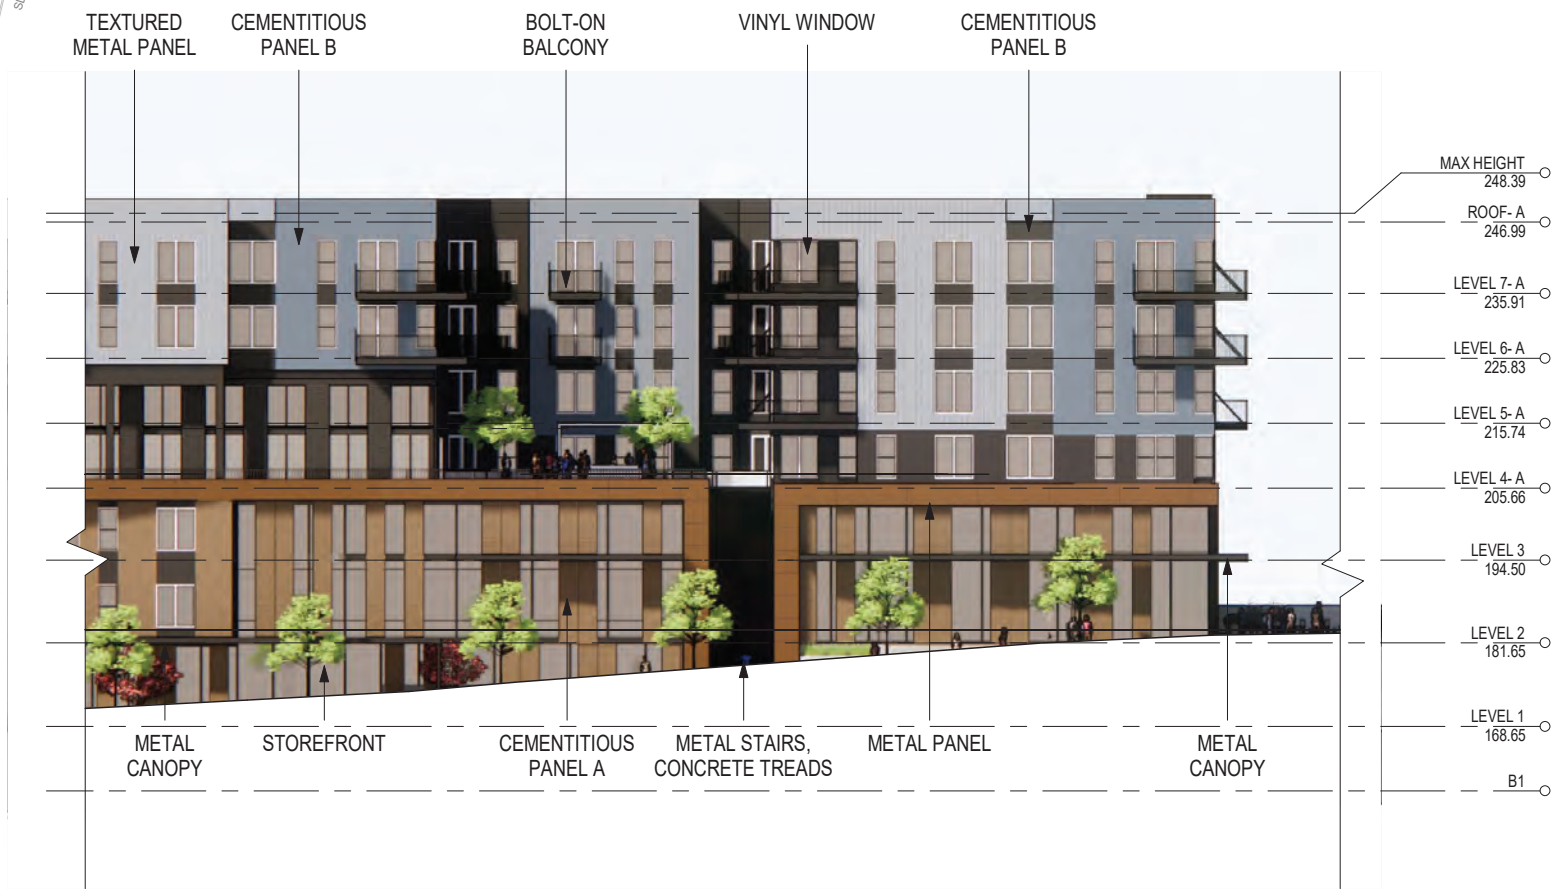 TEXTURED
METAL PANEL
CEMENTITIOUS
PANEL B
BOLT-ON
BALCONY
VINYL WINDOW
CEMENTITIOUS
PANEL B
MAX HEIGHT
248.39
ROOF- A
246.99
LEVEL 7- A
235.91
LEVEL 6- A
225.83
LEVEL 5- A
215.74
LEVEL 4- A
205.66
LEVEL 3
194.50
LEVEL 2
181.65
LEVEL 1
168.65
B1
METAL
CANOPY
STOREFRONT
CEMENTITIOUS
PANEL A
METAL STAIRS,
CONCRETE TREADS
METAL PANEL
METAL
CANOPY